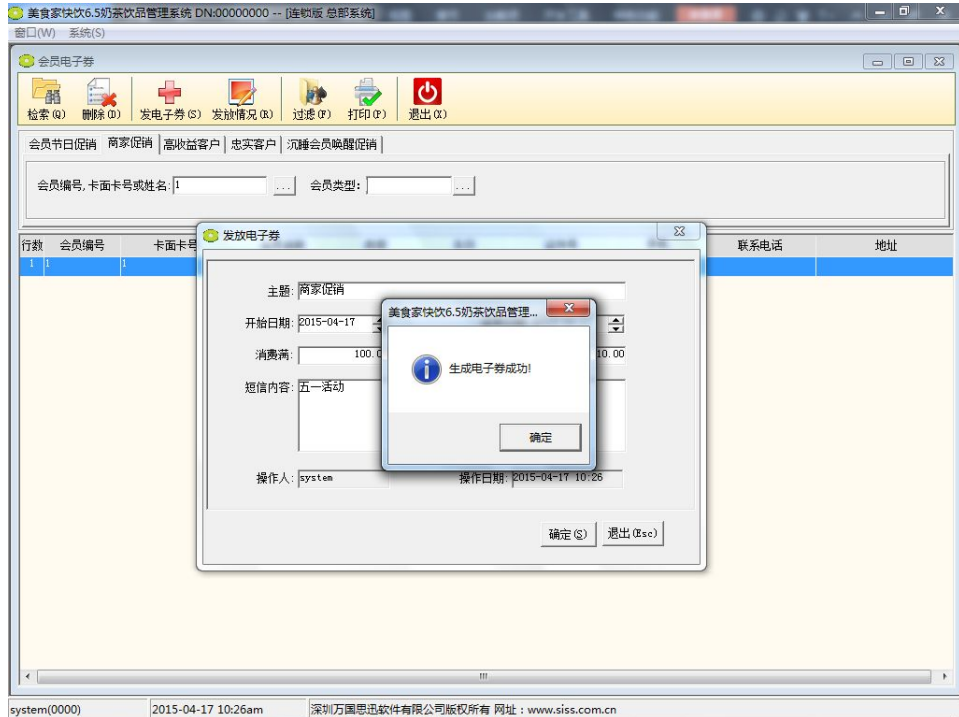 美食家快饮6.5奶茶饮品管理系统 DN:00000000 -- [连锁版 总部系统]
窗口(W) 系统(S)
会员电子券
检索(Q) 删除(D) 发电子券(S) 发放情况(R) 过滤(F) 打印(P) 退出(X)
会员节日促销 商家促销 高收益客户 忠实客户 沉睡会员唤醒促销
会员编号,卡面卡号或姓名: 1 ... 会员类型: ...
行数 会员编号 卡面卡号 联系电话 地址
1 1 1
发放电子券
主题: 商家促销
开始日期: 2015-04-17
消费满: 100.0 10.00
短信内容: 五一活动
操作人: system 操作日期: 2015-04-17 10:26
确定(S) 退出(Esc)
美食家快饮6.5奶茶饮品管理...
生成电子券成功!
确定
system(0000) 2015-04-17 10:26am 深圳万国思迅软件有限公司版权所有 网址：www.siss.com.cn